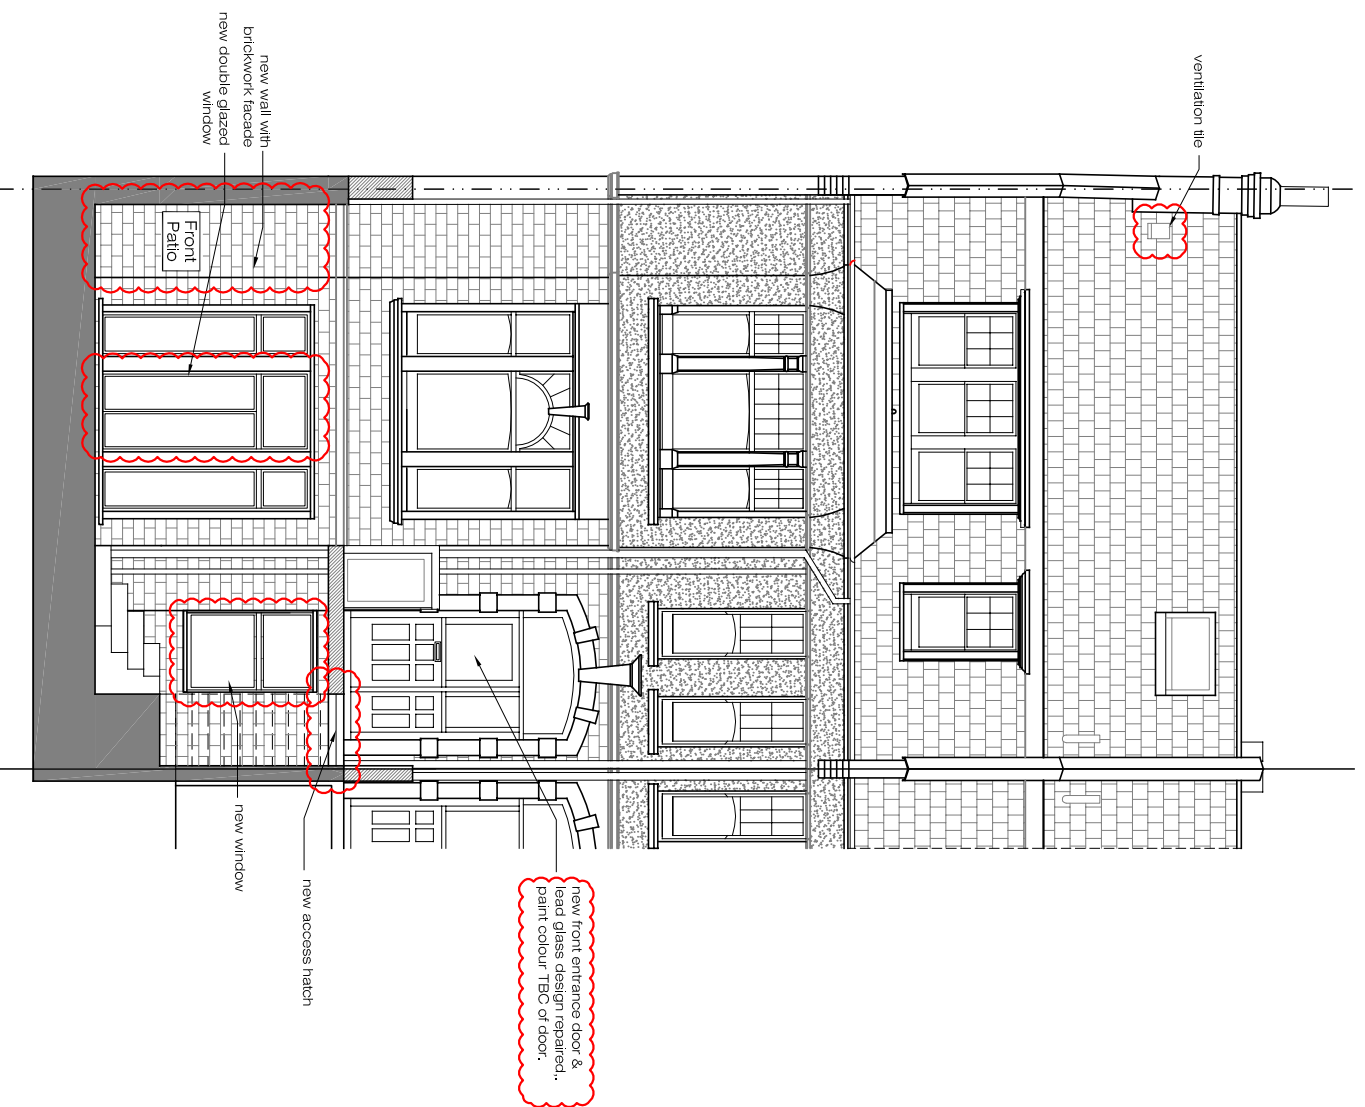 ventilation tile
new wall with
brickwork facade
new double glazed
window
Front
Patio
new front entrance door &
lead glass design repaired,.
paint colour TBC of door.
new access hatch
new window